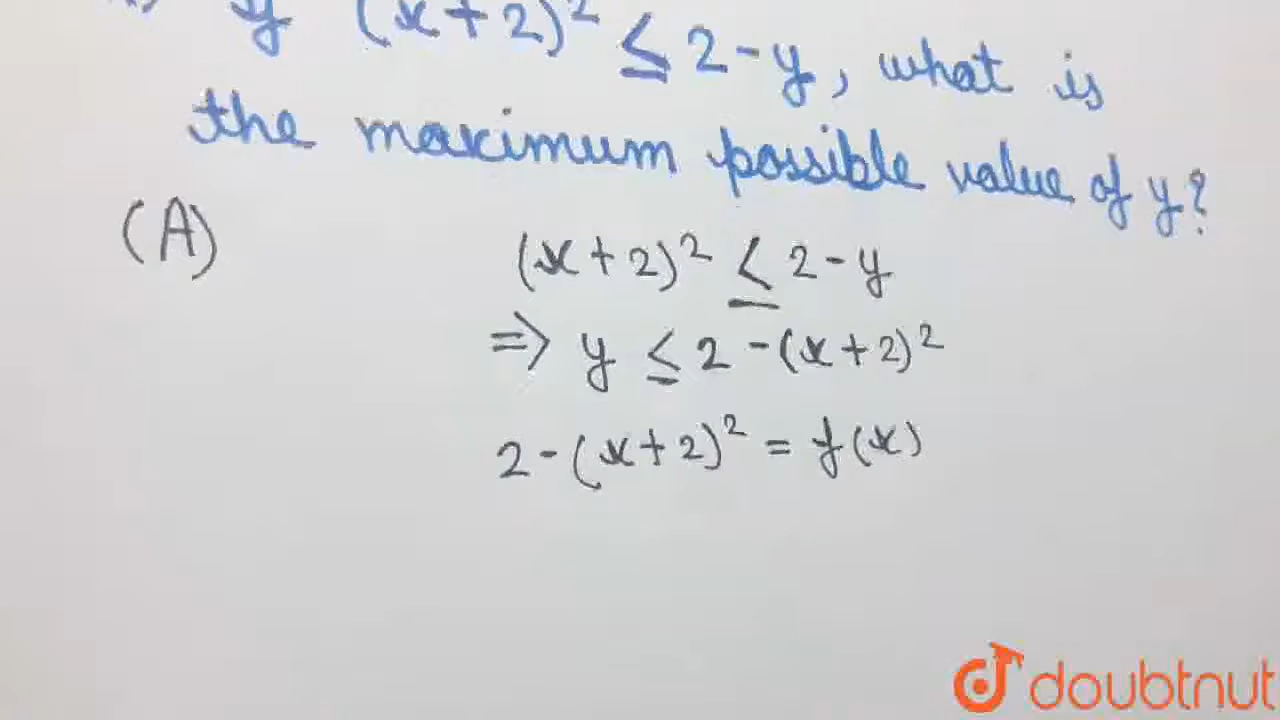 If (x+2)² ≤ 2-y, what is
the maximum possible value of y?
(A)
(x+2)² ≤ 2-y
=> y ≤ 2-(x+2)²
2-(x+2)² = f(x)
doubtnut